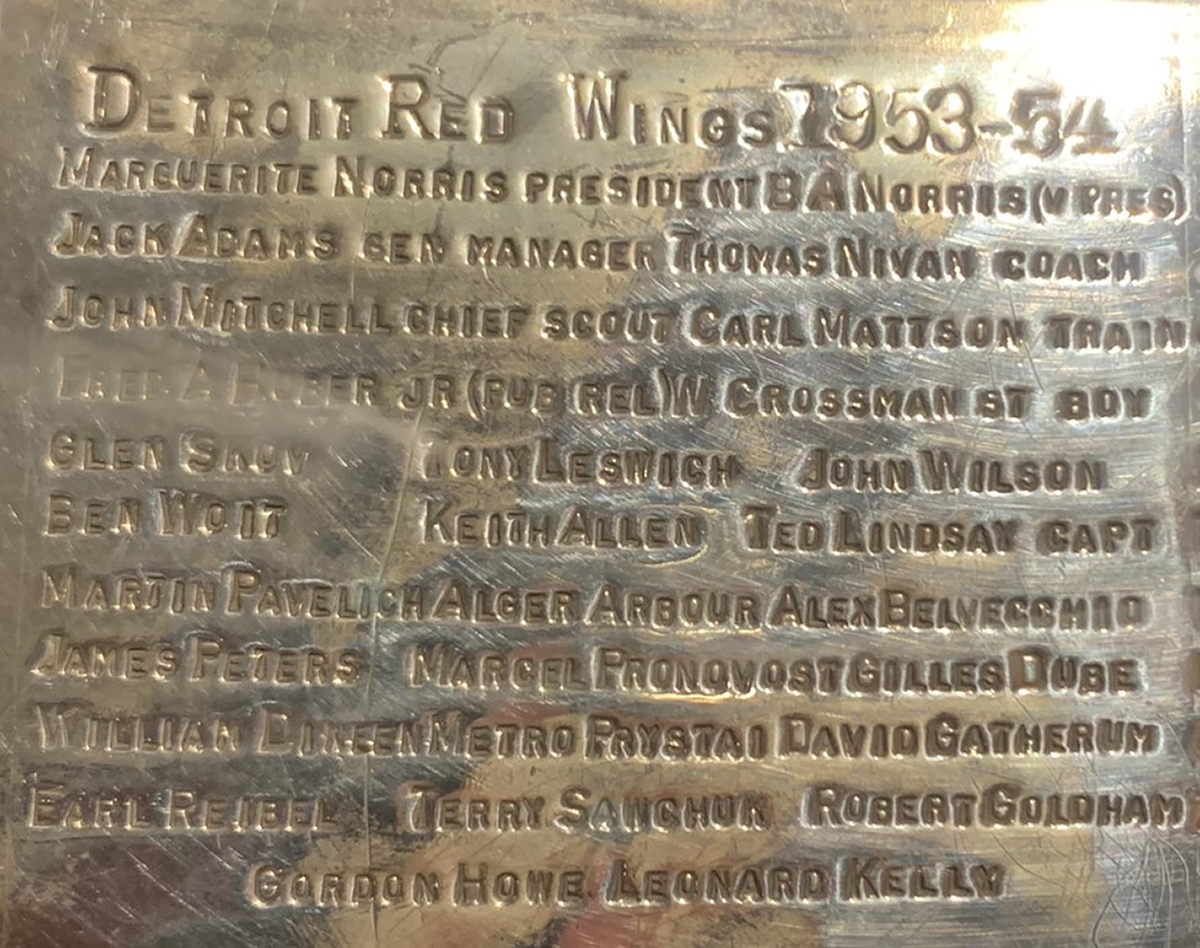 DETROIT RED WINGS 1953-54
MARGUERITE NORRIS PRESIDENT B A NORRIS (V PRES)
JACK ADAMS GEN MANAGER THOMAS NIVAN COACH
JOHN MITCHELL CHIEF SCOUT CARL MATTSON TRAIN
FRED A HUBER JR (PUB REL) W CROSSMAN ST BOY
GLEN SKOV TONY LESWICH JOHN WILSON
BEN WOIT KEITH ALLEN TED LINDSAY CAPT
MARTIN PAVELICH ALGER ARBOUR ALEX BELVECCHIO
JAMES PETERS MARCEL PRONOVOST GILLES DUBE
WILLIAM DINEEN METRO PRYSTAI DAVID GATHERUM
EARL REIBEL TERRY SAWCHUK ROBERT GOLDHAM
GORDON HOWE LEONARD KELLY